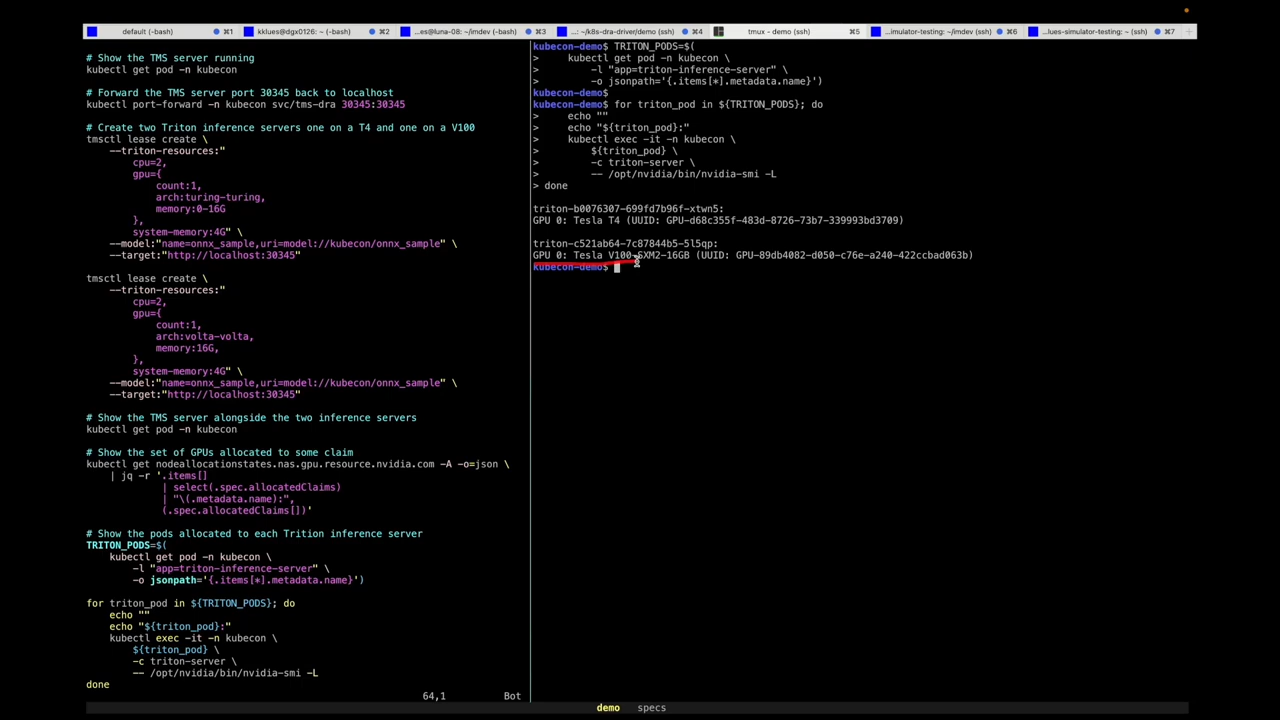 default (-bash) ⌘1
kklues@dgx0126: ~ (-bash) ⌘2
...es@luna-08: ~/imdev (-bash) ⌘3
...: ~/k8s-dra-driver/demo (ssh) ⌘4
tmux - demo (ssh) ⌘5
...imulator-testing: ~/imdev (ssh) ⌘6
...lues-simulator-testing: ~ (ssh) ⌘7
# Show the TMS server running
kubectl get pod -n kubecon
# Forward the TMS server port 30345 back to localhost
kubectl port-forward -n kubecon svc/tms-dra 30345:30345
# Create two Triton inference servers one on a T4 and one on a V100
tmsctl lease create \
--triton-resources:"
cpu=2,
gpu={
count:1,
arch:turing-turing,
memory:0-16G
},
system-memory:4G" \
--model:"name=onnx_sample,uri=model://kubecon/onnx_sample" \
--target:"http://localhost:30345"
tmsctl lease create \
--triton-resources:"
cpu=2,
gpu={
count:1,
arch:volta-volta,
memory:16G,
},
system-memory:4G" \
--model:"name=onnx_sample,uri=model://kubecon/onnx_sample" \
--target:"http://localhost:30345"
# Show the TMS server alongside the two inference servers
kubectl get pod -n kubecon
# Show the set of GPUs allocated to some claim
kubectl get nodeallocationstates.nas.gpu.resource.nvidia.com -A -o=json \
| jq -r '.items[]
| select(.spec.allocatedClaims)
| "\(.metadata.name):",
(.spec.allocatedClaims[])'
# Show the pods allocated to each Trition inference server
TRITON_PODS=$(
kubectl get pod -n kubecon \
-l "app=triton-inference-server" \
-o jsonpath='{.items[*].metadata.name}')
for triton_pod in ${TRITON_PODS}; do
echo ""
echo "${triton_pod}:"
kubectl exec -it -n kubecon \
${triton_pod} \
-c triton-server \
-- /opt/nvidia/bin/nvidia-smi -L
done
64,1 Bot
kubecon-demo$ TRITON_PODS=$(
> kubectl get pod -n kubecon \
> -l "app=triton-inference-server" \
> -o jsonpath='{.items[*].metadata.name}')
kubecon-demo$
kubecon-demo$ for triton_pod in ${TRITON_PODS}; do
> echo ""
> echo "${triton_pod}:"
> kubectl exec -it -n kubecon \
> ${triton_pod} \
> -c triton-server \
> -- /opt/nvidia/bin/nvidia-smi -L
> done
triton-b0076307-699fd7b96f-xtwn5:
GPU 0: Tesla T4 (UUID: GPU-d68c355f-483d-8726-73b7-339993bd3709)
triton-c521ab64-7c87844b5-5l5qp:
GPU 0: Tesla V100-SXM2-16GB (UUID: GPU-89db4082-d050-c76e-a240-422ccbad063b)
kubecon-demo$
demo specs